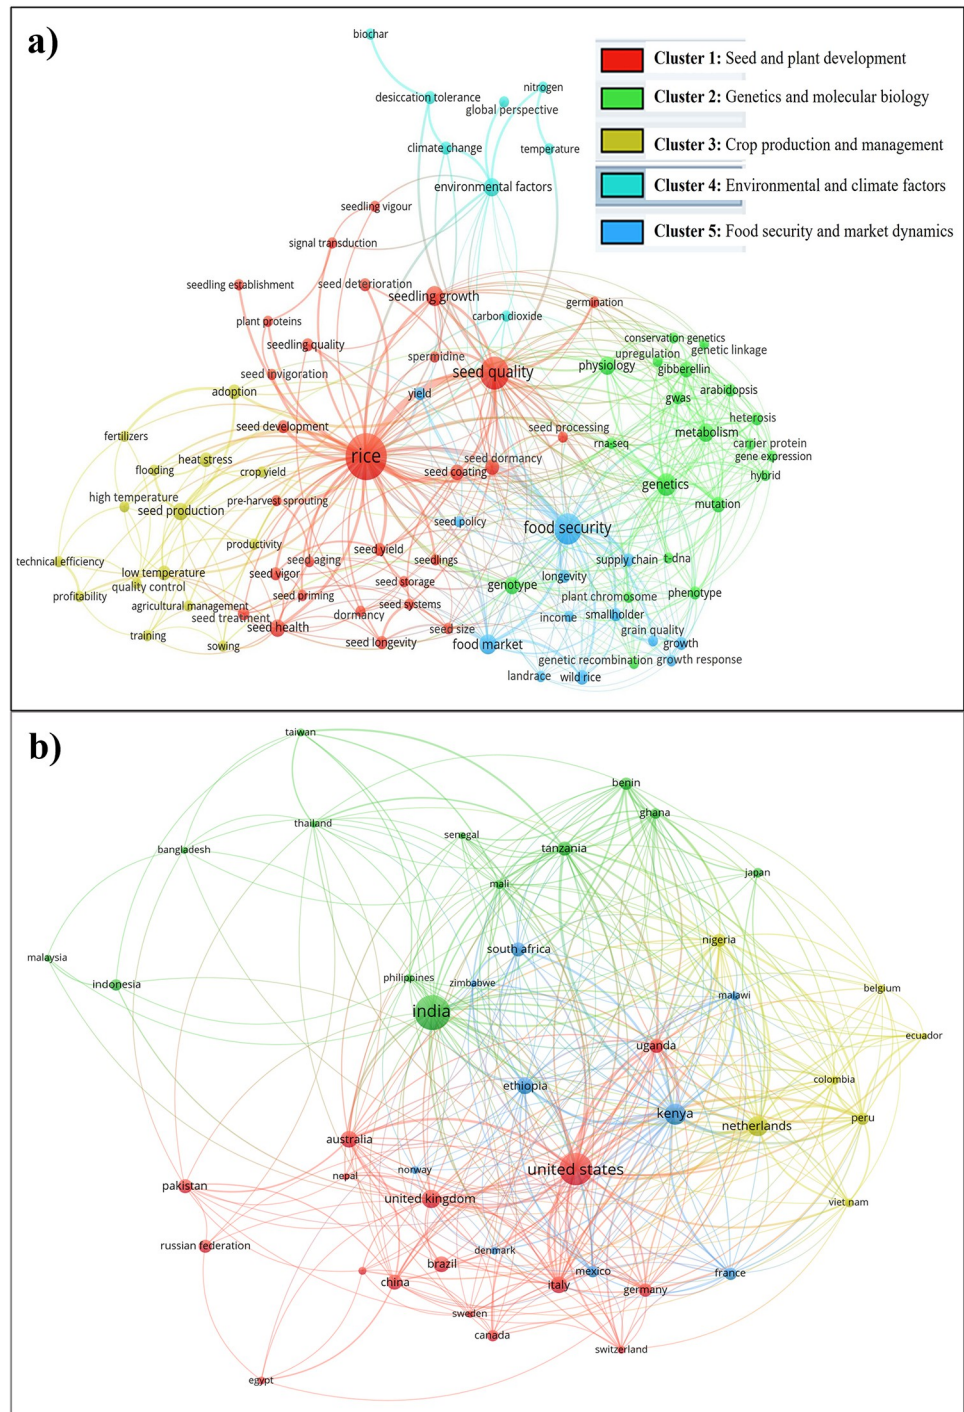 a)
biochar
Cluster 1: Seed and plant development
nitrogen
desiccation tolerance
Cluster 2: Genetics and molecular biology
global perspective
climate change
temperature
Cluster 3: Crop production and management
environmental factors
Cluster 4: Environmental and climate factors
seedling vigour
Cluster 5: Food security and market dynamics
signal transduction
seedling establishment
seed deterioration
seedling growth
germination
plant proteins
carbon dioxide
conservation genetics
seedling quality
genetic linkage
spermidine
upregulation
physiology
gibberellin
seed invigoration
seed quality
adoption
yield
arabidopsis
gwas
heterosis
seed development
seed processing
metabolism
fertilizers
rna-seq
carrier protein
rice
gene expression
heat stress
seed dormancy
flooding
crop yield
seed coating
hybrid
genetics
high temperature
pre-harvest sprouting
mutation
seed production
seed policy
food security
productivity
seed yield
technical efficiency
seed aging
seedlings
supply chain
t-dna
low temperature
seed vigor
longevity
quality control
seed storage
genotype
phenotype
profitability
seed priming
plant chromosome
agricultural management
seed systems
seed treatment
dormancy
income
smallholder
training
seed health
seed size
grain quality
sowing
seed longevity
food market
growth
genetic recombination
growth response
landrace
wild rice
b)
taiwan
benin
ghana
thailand
senegal
bangladesh
tanzania
japan
mali
nigeria
south africa
malaysia
philippines
zimbabwe
indonesia
belgium
malawi
india
ecuador
uganda
colombia
ethiopia
kenya
peru
netherlands
australia
norway
united states
nepal
pakistan
united kingdom
viet nam
russian federation
denmark
brazil
mexico
france
china
italy
germany
sweden
canada
switzerland
egypt